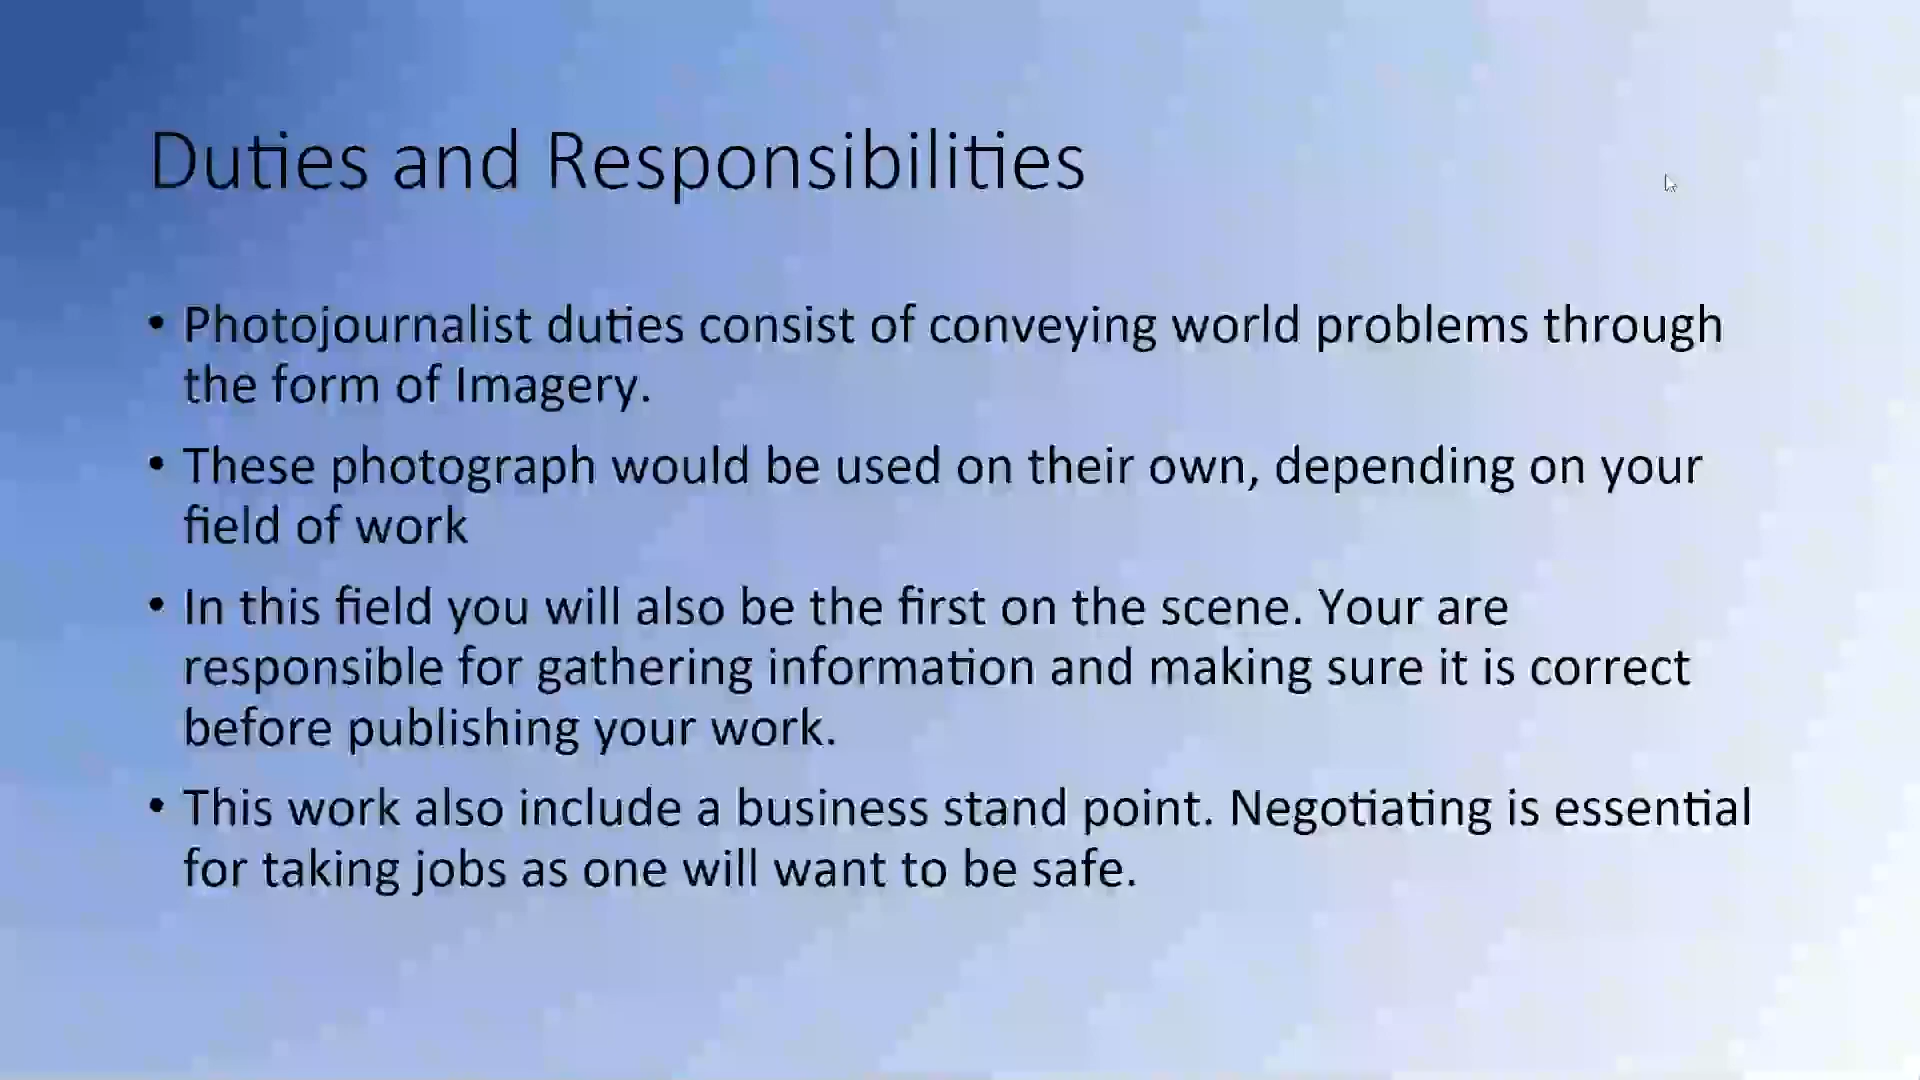 Duties and Responsibilities
• Photojournalist duties consist of conveying world problems through
the form of Imagery.
• These photograph would be used on their own, depending on your
field of work
• In this field you will also be the first on the scene. Your are
responsible for gathering information and making sure it is correct
before publishing your work.
• This work also include a business stand point. Negotiating is essential
for taking jobs as one will want to be safe.